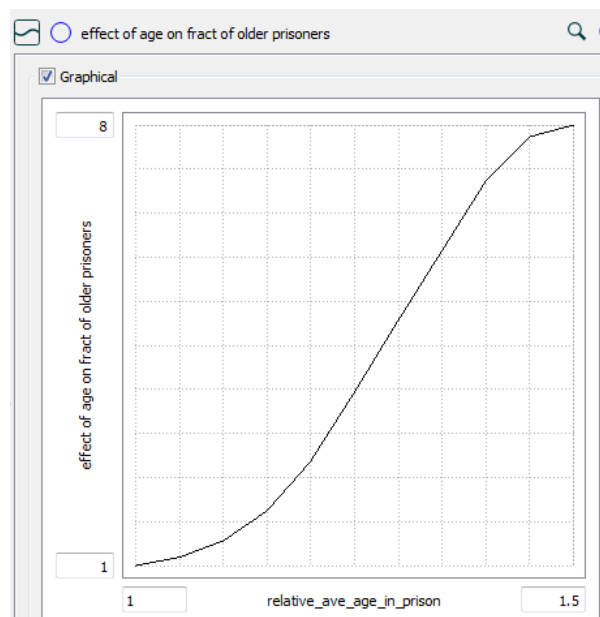 effect of age on fract of older prisoners
Graphical
8
effect of age on fract of older prisoners
1
1
relative_ave_age_in_prison
1.5